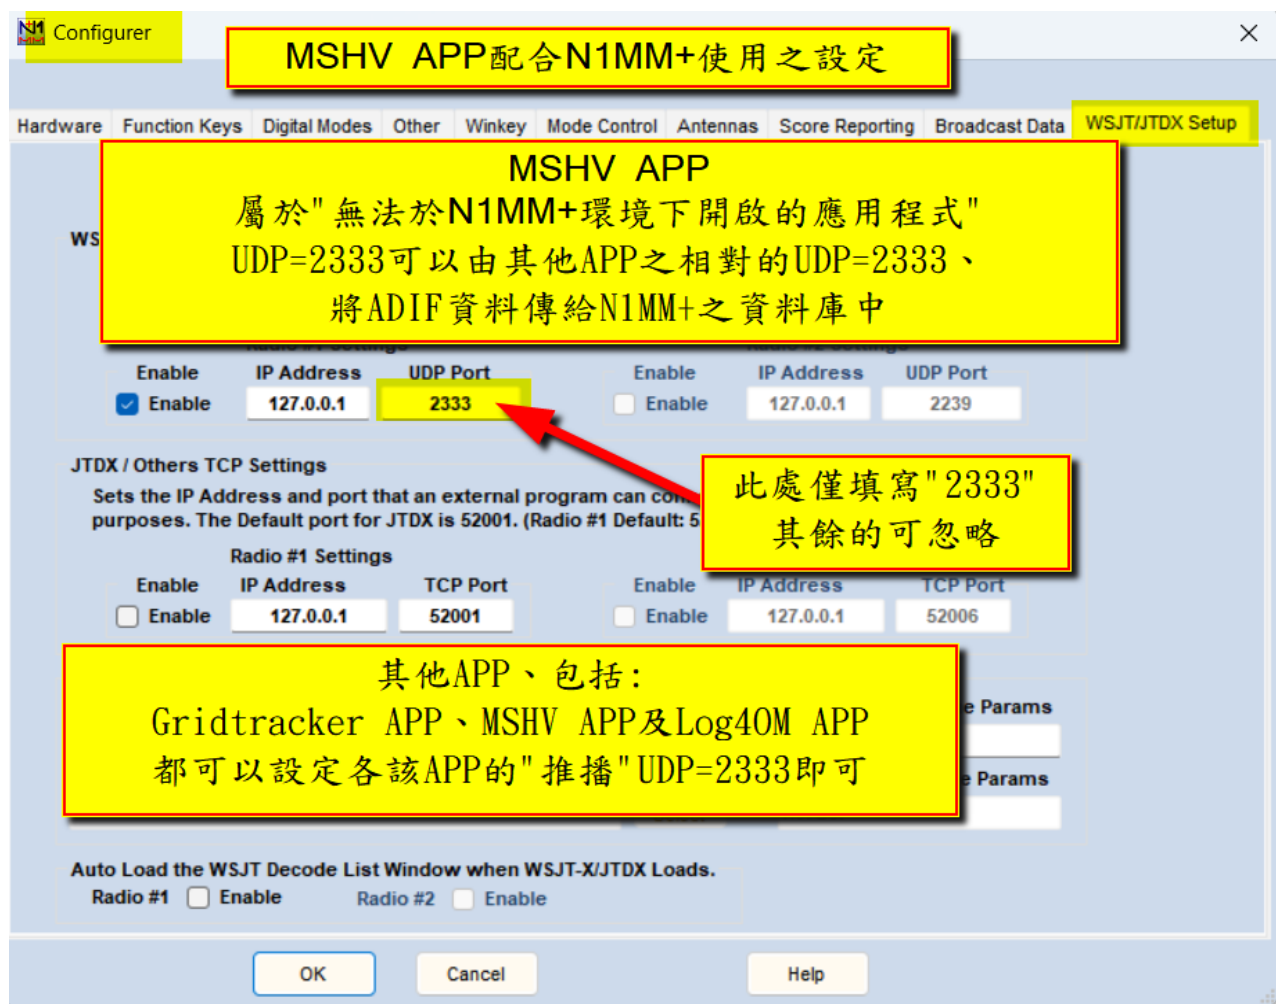 Configurer
MSHV APP配合N1MM+使用之設定
Hardware Function Keys Digital Modes Other Winkey Mode Control Antennas Score Reporting Broadcast Data WSJT/JTDX Setup
MSHV APP
屬於"無法於N1MM+環境下開啟的應用程式"
UDP=2333可以由其他APP之相對的UDP=2333、
將ADIF資料傳給N1MM+之資料庫中
WS
Enable IP Address UDP Port Enable IP Address UDP Port
Enable 127.0.0.1 2333 Enable 127.0.0.1 2239
JTDX / Others TCP Settings
Sets the IP Address and port that an external program can
purposes. The Default port for JTDX is 52001. (Radio #1 Default: 5
此處僅填寫"2333"
其餘的可忽略
Radio #1 Settings
Enable IP Address TCP Port Enable IP Address TCP Port
Enable 127.0.0.1 52001 Enable 127.0.0.1 52006
其他APP、包括:
Gridtracker APP、MSHV APP及Log4OM APP
都可以設定各該APP的"推播"UDP=2333即可
e Params
e Params
Auto Load the WSJT Decode List Window when WSJT-X/JTDX Loads.
Radio #1 Enable Radio #2 Enable
OK Cancel Help